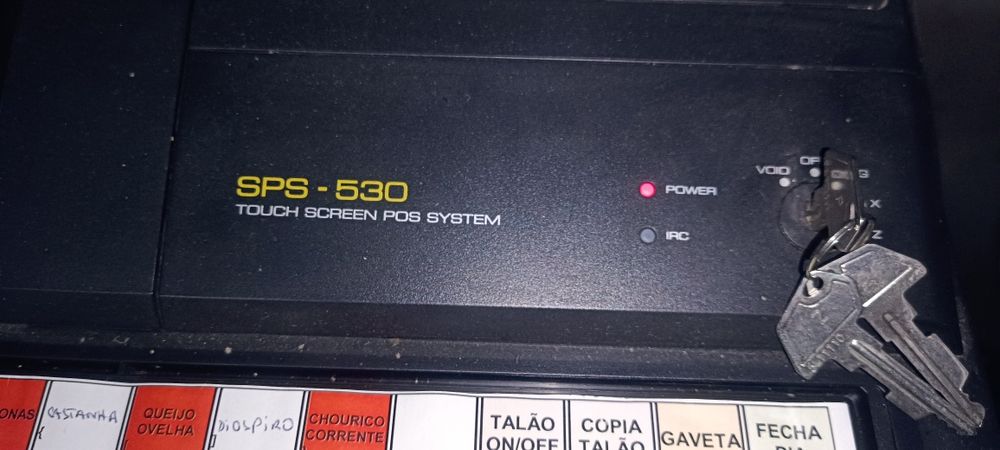 SPS - 530
TOUCH SCREEN POS SYSTEM
POWER
IRC
VOID
X
Z
CASTANHA
QUEIJO
OVELHA
DIOSPIRO
CHOURICO
CORRENTE
TALÃO
ON/OFF
COPIA
TALÃO
GAVETA
FECHA
DIA